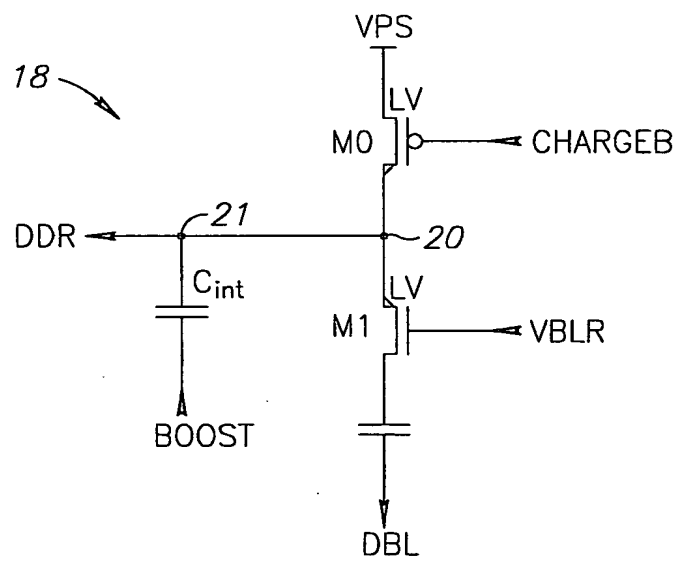 VPS
18
LV
M0
CHARGEB
21
DDR
20
Cint
LV
M1
VBLR
BOOST
DBL